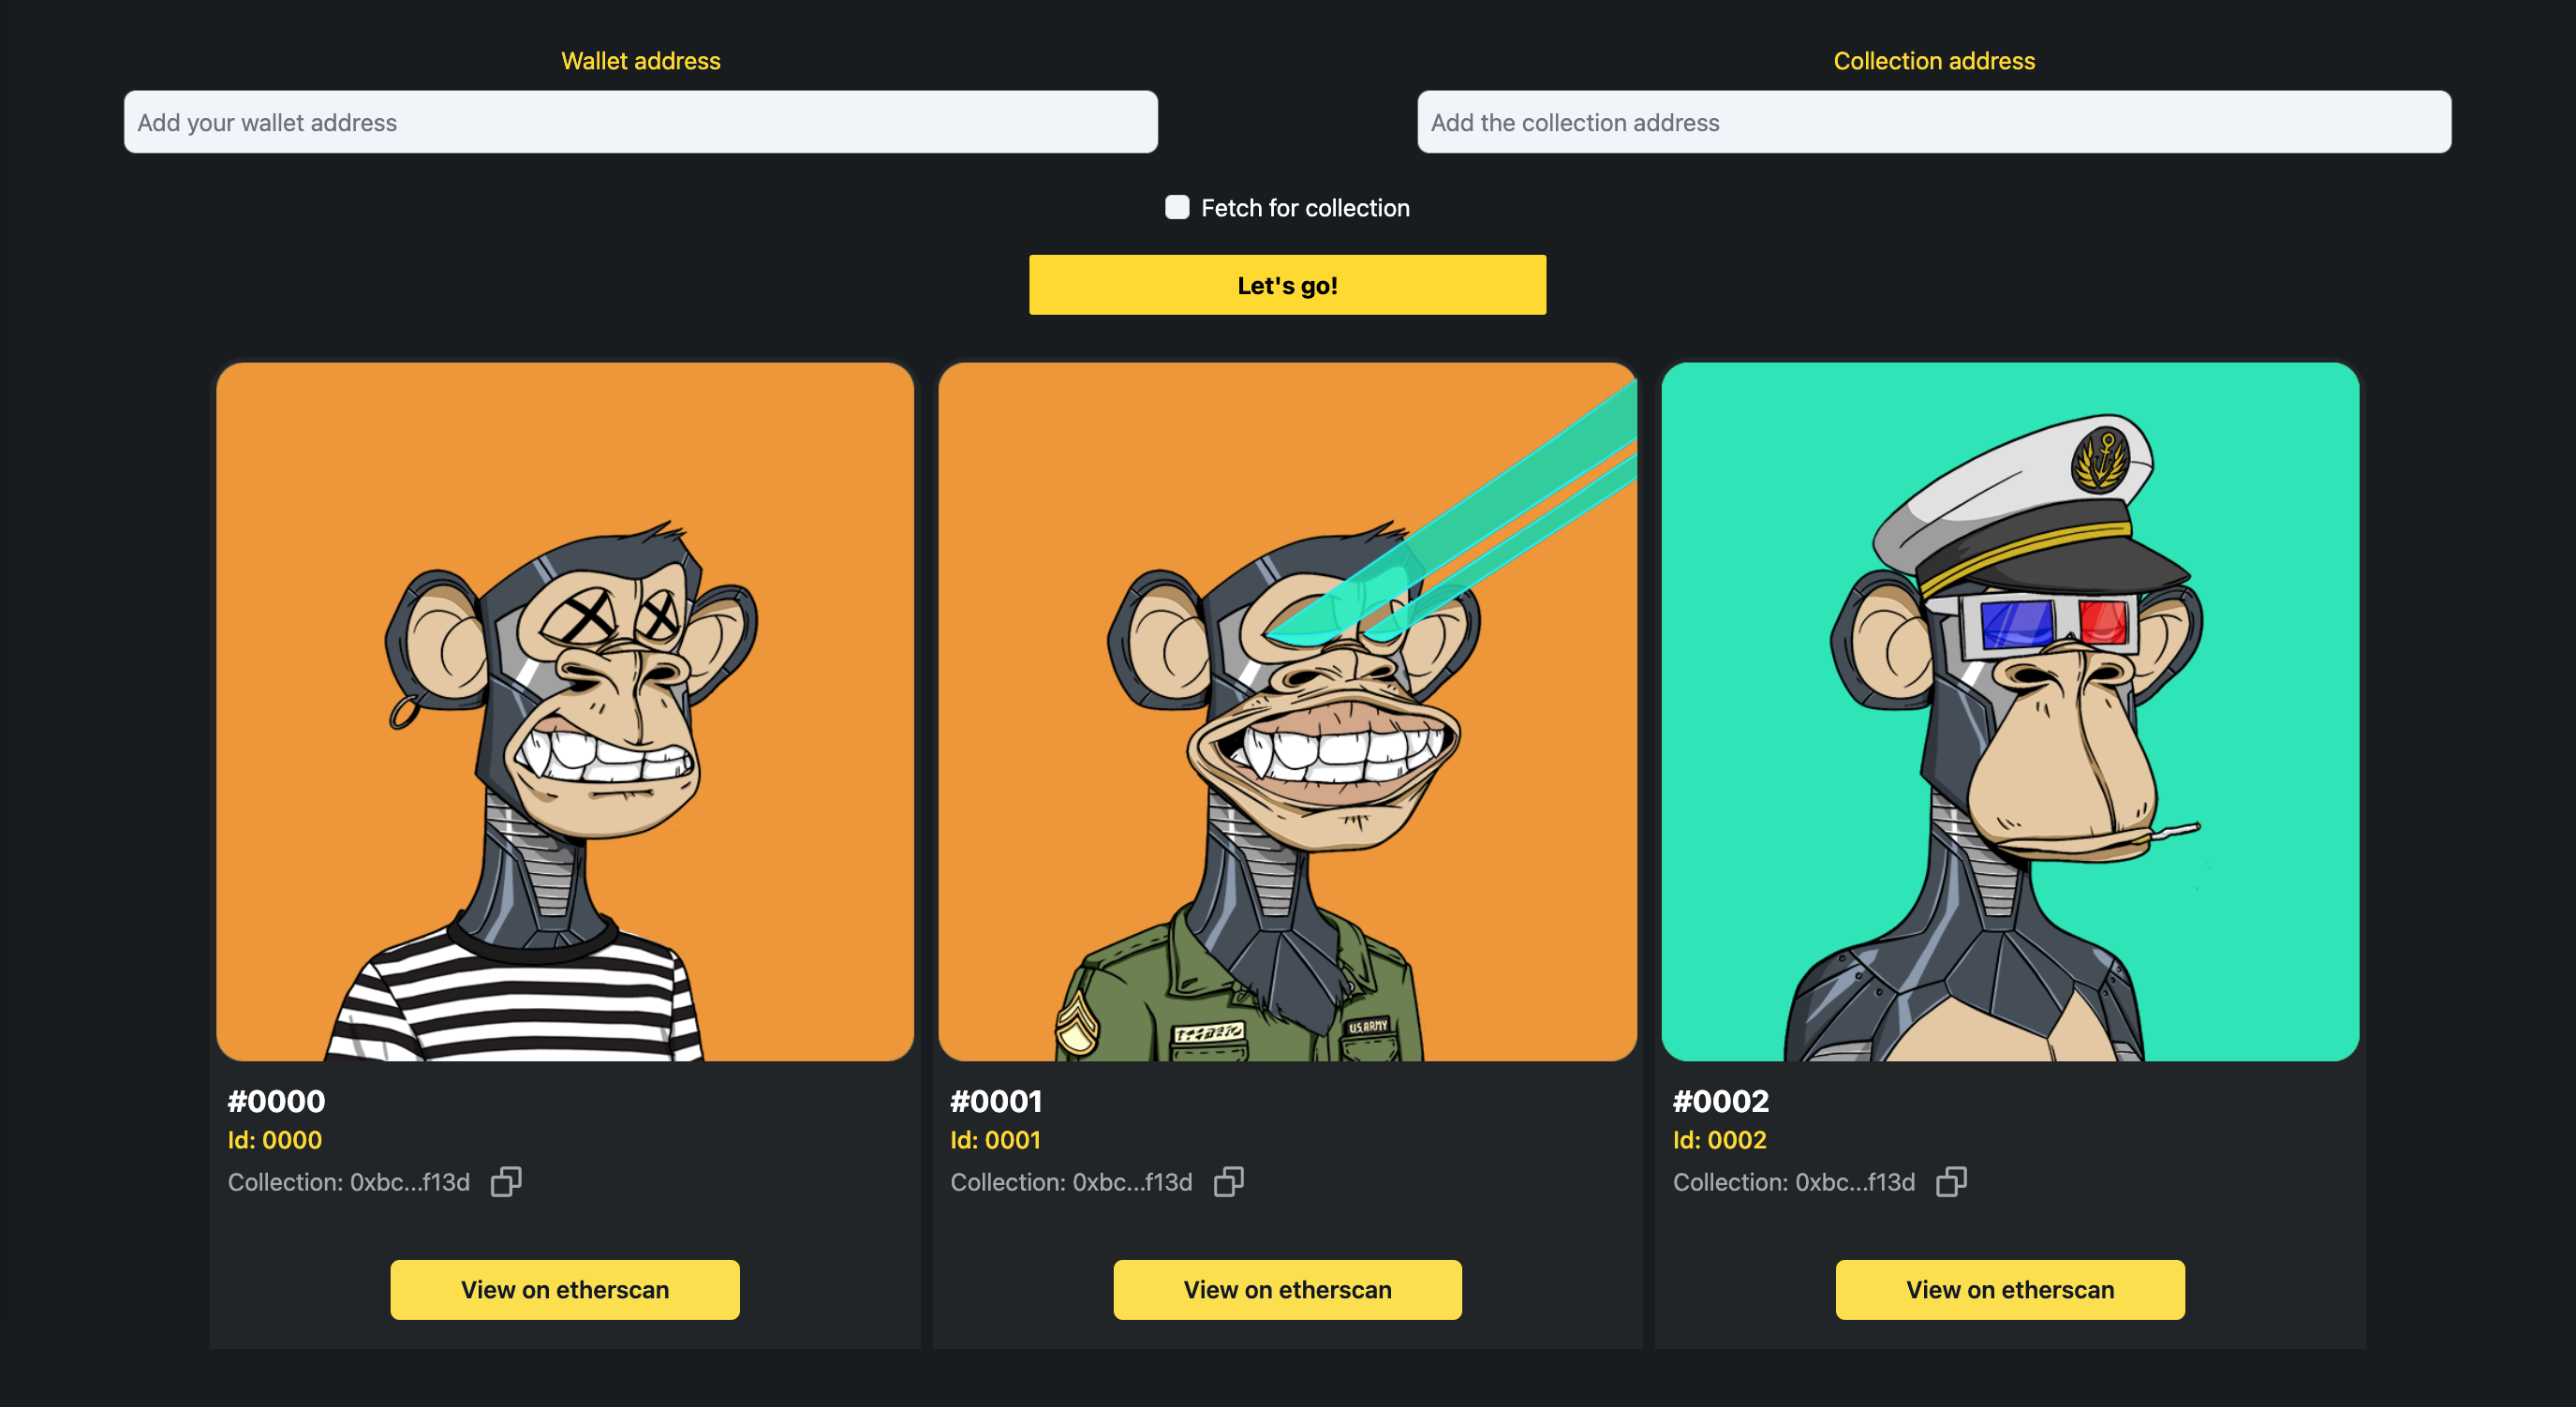 Wallet address
Collection address
Add your wallet address
Add the collection address
Fetch for collection
Let's go!
U.S.ARMY
#0000
Id: 0000
Collection: 0xbc...f13d
#0001
Id: 0001
Collection: 0xbc...f13d
#0002
Id: 0002
Collection: 0xbc...f13d
View on etherscan
View on etherscan
View on etherscan